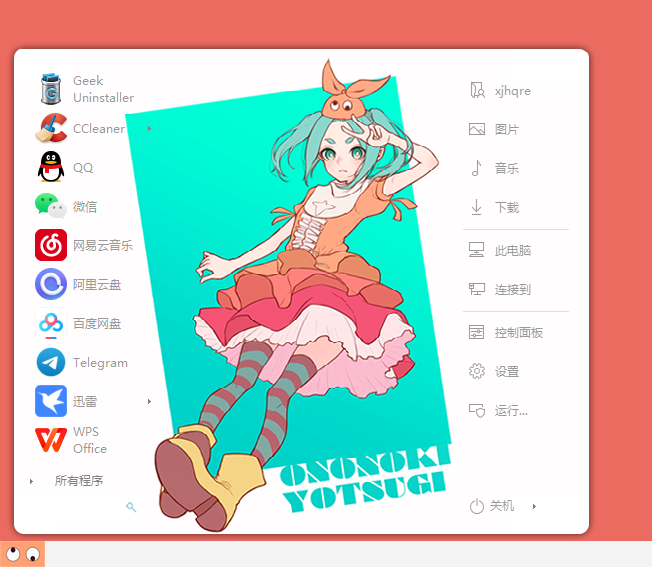 Geek
Uninstaller
CCleaner
QQ
微信
网易云音乐
阿里云盘
百度网盘
Telegram
迅雷
WPS
Office
所有程序
xjhqre
图片
音乐
下载
此电脑
连接到
控制面板
设置
运行...
关机
ONONOKI
YOTSUGI